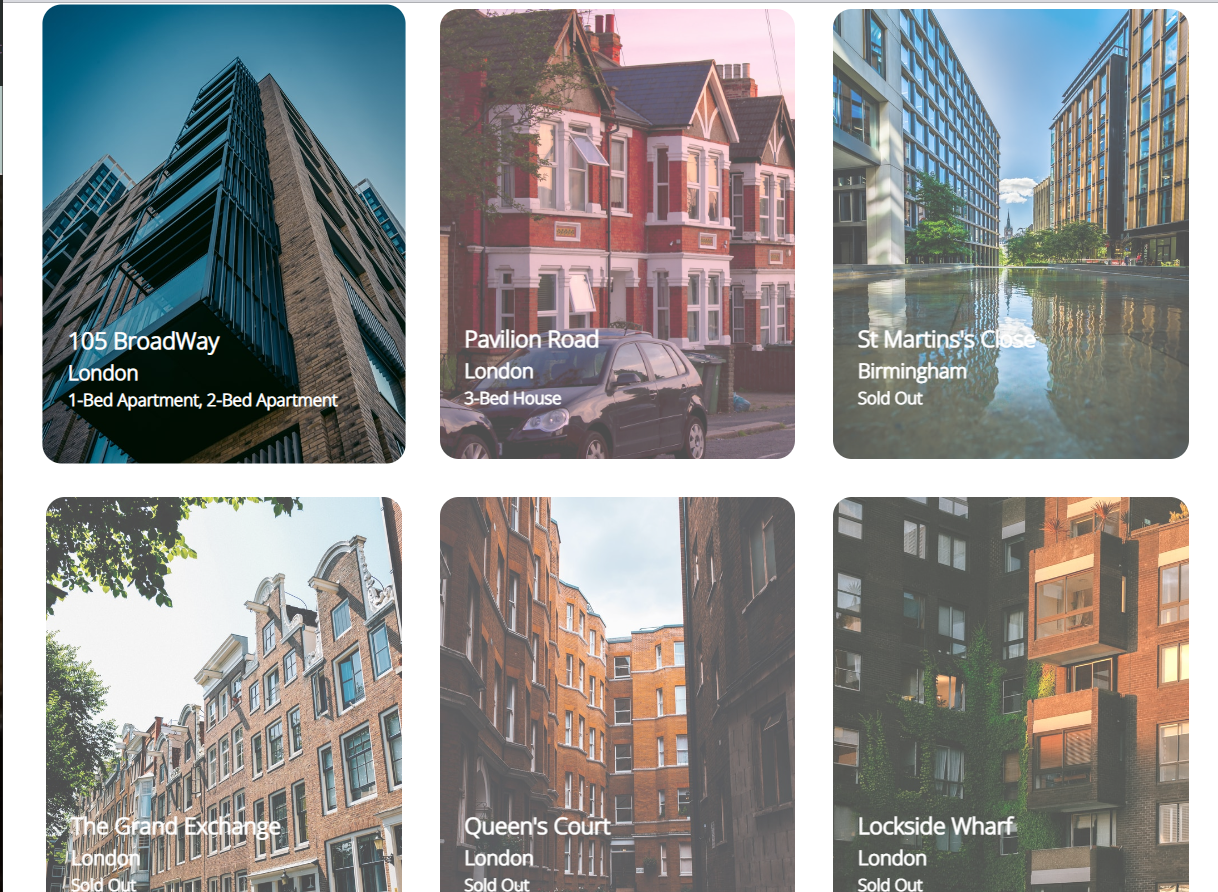 105 BroadWay
London
1-Bed Apartment, 2-Bed Apartment
Pavilion Road
London
3-Bed House
St Martins's Close
Birmingham
Sold Out
The Grand Exchange
London
Sold Out
Queen's Court
London
Sold Out
Lockside Wharf
London
Sold Out